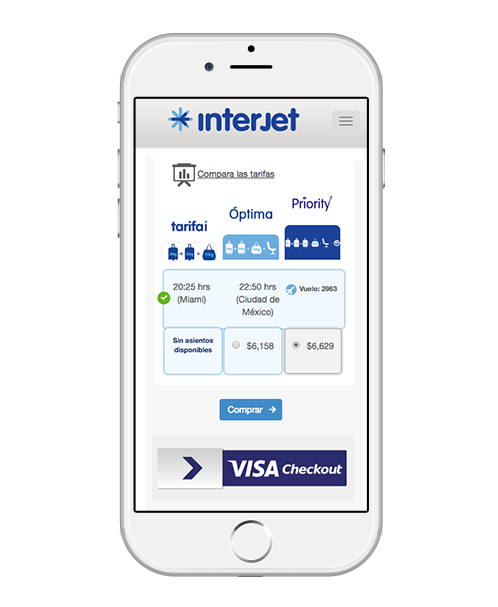 interjet
Compara las tarifas
tarifai
Óptima
Priority
20:25 hrs
(Miami)
22:50 hrs
(Ciudad de
México)
Vuelo: 2963
Sin asientos
disponibles
$6,158
$6,629
Comprar
VISA Checkout